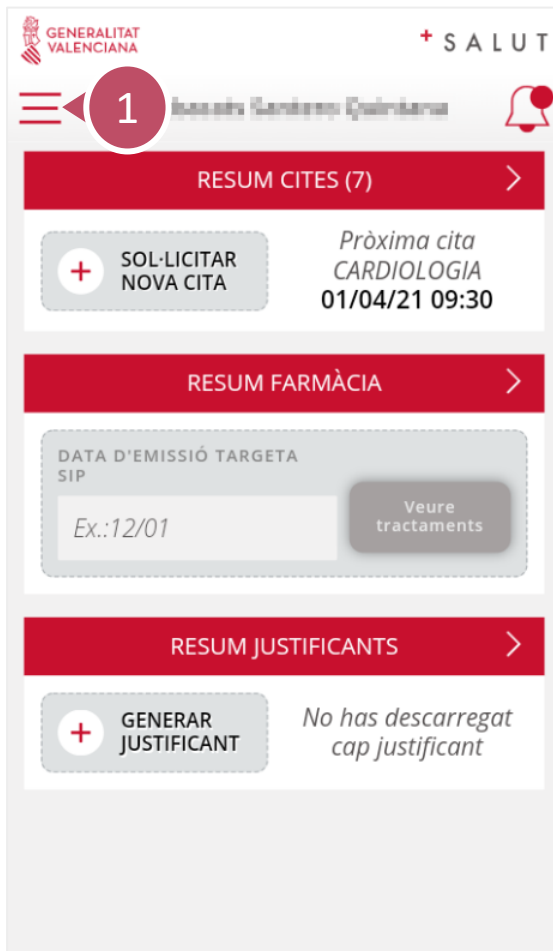 GENERALITAT
VALENCIANA
+ SALUT
1
RESUM CITES (7)
SOL·LICITAR
NOVA CITA
Pròxima cita
CARDIOLOGIA
01/04/21 09:30
RESUM FARMÀCIA
DATA D'EMISSIÓ TARGETA
SIP
Ex.:12/01
Veure
tractaments
RESUM JUSTIFICANTS
GENERAR
JUSTIFICANT
No has descarregat
cap justificant